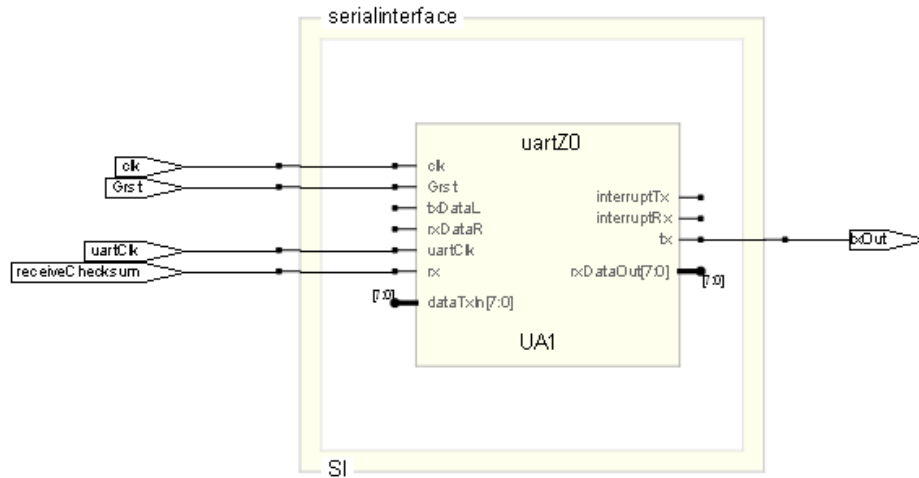 serialinterface
uartZ0
clk
clk
Grst
Grst
txDataL
interruptTx
rxDataR
interruptRx
uartClk
uartClk
tx
txOut
receiveChecksum
rx
rxDataOut[7:0]
[7:0]
[7:0]
dataTxIn[7:0]
UA1
SI